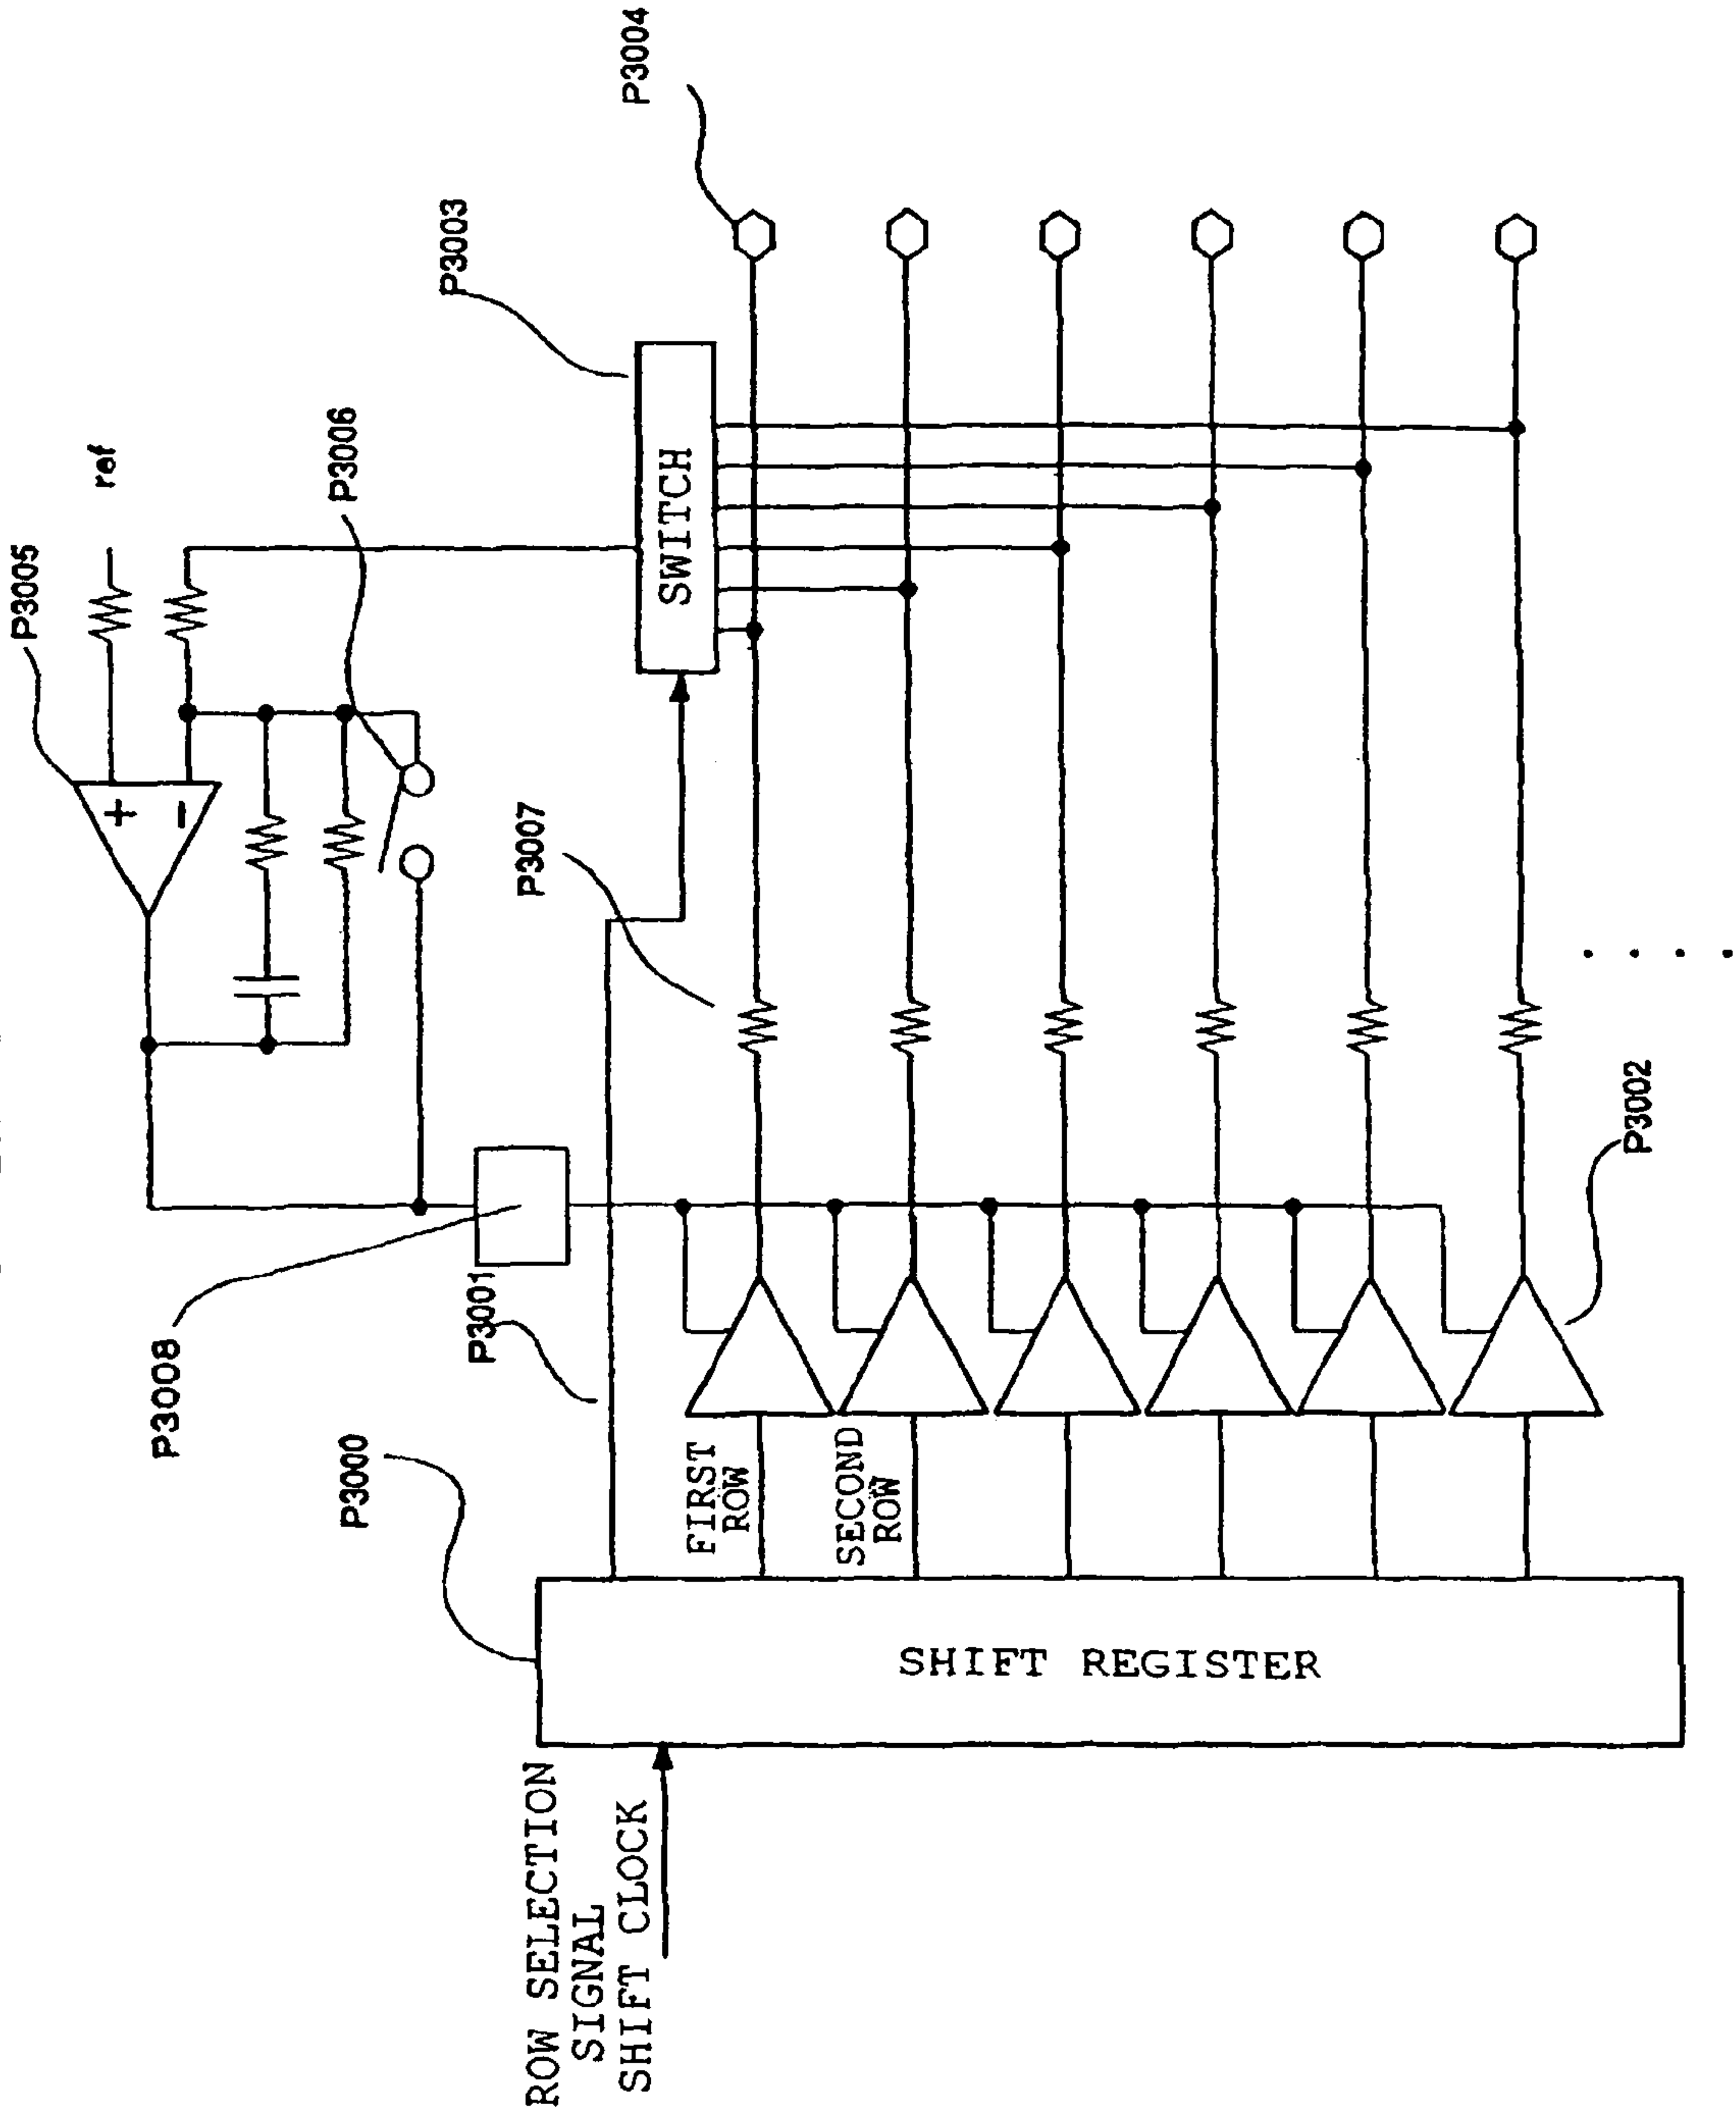 P3005
ref
P3006
P3003
P3004
+
−
SWITCH
P3007
P3008
P3001
P3000
FIRST
ROW
SECOND
ROW
P3002
SHIFT REGISTER
ROW SELECTION
SIGNAL
SHIFT CLOCK